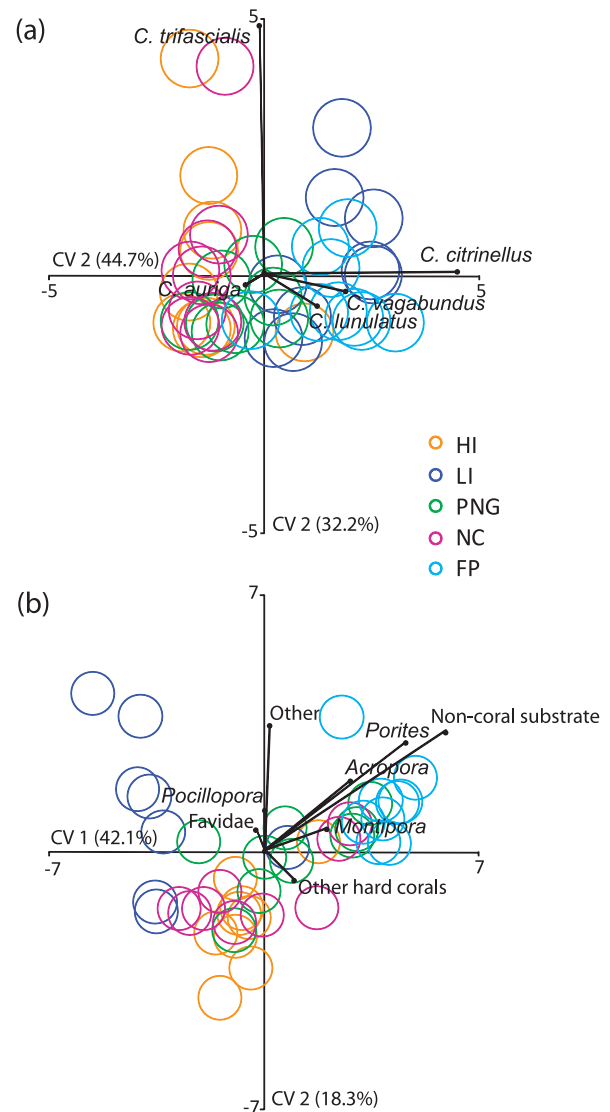 (a)
5
C. trifascialis
CV 2 (44.7%)
C. citrinellus
-5
5
C. auriga
C. vagabundus
C. lunulatus
HI
LI
PNG
NC
FP
-5
CV 2 (32.2%)
(b)
7
Other
Non-coral substrate
Porites
Acropora
Pocillopora
Favidae
Montipora
CV 1 (42.1%)
-7
7
Other hard corals
-7
CV 2 (18.3%)